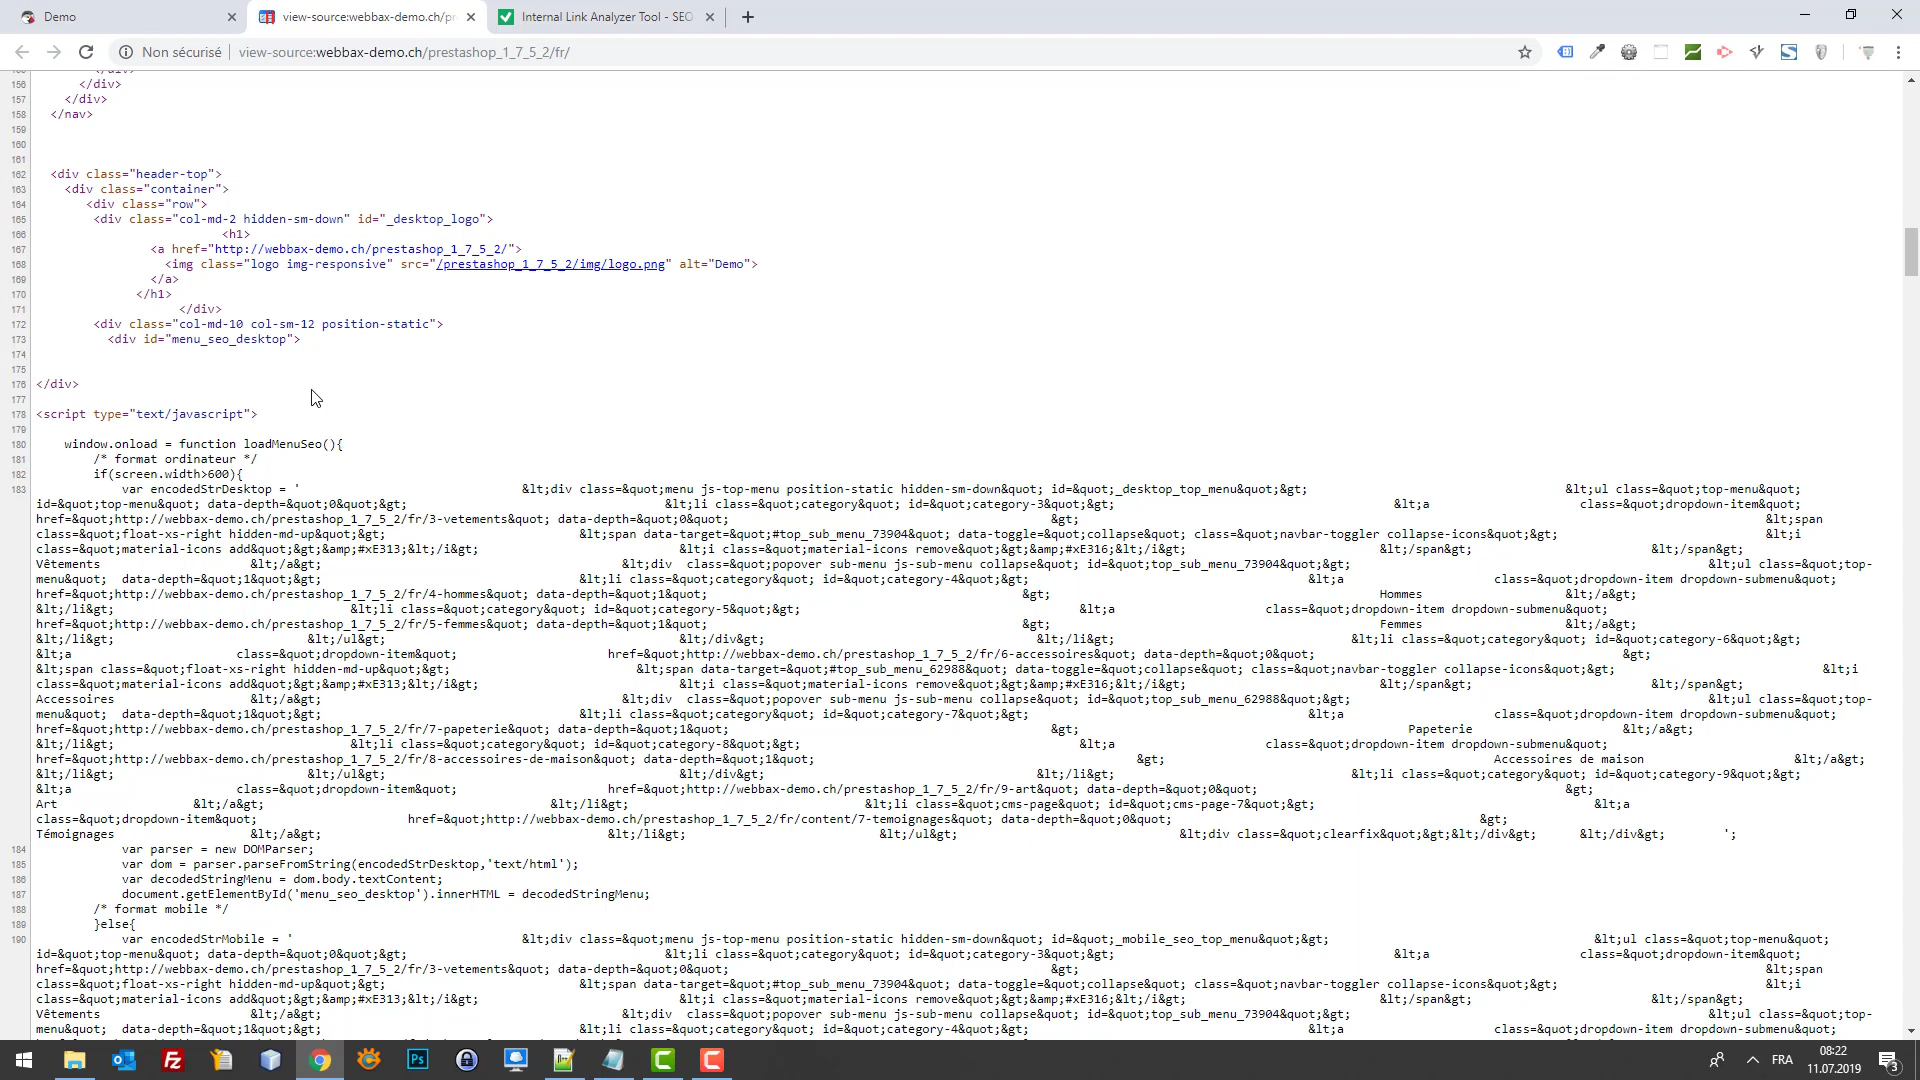 Demo
view-source:webbax-demo.ch/pr
Internal Link Analyzer Tool - SEO
Non sécurisé
view-source:webbax-demo.ch/prestashop_1_7_5_2/fr/
156 </div>
157 </div>
158 </nav>
159
160
161
162 <div class="header-top">
163 <div class="container">
164 <div class="row">
165 <div class="col-md-2 hidden-sm-down" id="_desktop_logo">
166 <h1>
167 <a href="http://webbax-demo.ch/prestashop_1_7_5_2/">
168 <img class="logo img-responsive" src="/prestashop_1_7_5_2/img/logo.png" alt="Demo">
169 </a>
170 </h1>
171 </div>
172 <div class="col-md-10 col-sm-12 position-static">
173 <div id="menu_seo_desktop">
174
175
176 </div>
177
178 <script type="text/javascript">
179
180 window.onload = function loadMenuSeo(){
181 /* format ordinateur */
182 if(screen.width>600){
183 var encodedStrDesktop = ' &lt;div class=&quot;menu js-top-menu position-static hidden-sm-down&quot; id=&quot;_desktop_top_menu&quot;&gt; &lt;ul class=&quot;top-menu&quot;
id=&quot;top-menu&quot; data-depth=&quot;0&quot;&gt; &lt;li class=&quot;category&quot; id=&quot;category-3&quot;&gt; &lt;a class=&quot;dropdown-item&quot;
href=&quot;http://webbax-demo.ch/prestashop_1_7_5_2/fr/3-vetements&quot; data-depth=&quot;0&quot; &gt; &lt;span
class=&quot;float-xs-right hidden-md-up&quot;&gt; &lt;span data-target=&quot;#top_sub_menu_73904&quot; data-toggle=&quot;collapse&quot; class=&quot;navbar-toggler collapse-icons&quot;&gt; &lt;i
class=&quot;material-icons add&quot;&gt;&amp;#xE313;&lt;/i&gt; &lt;i class=&quot;material-icons remove&quot;&gt;&amp;#xE316;&lt;/i&gt; &lt;/span&gt; &lt;/span&gt;
Vêtements &lt;/a&gt; &lt;div class=&quot;popover sub-menu js-sub-menu collapse&quot; id=&quot;top_sub_menu_73904&quot;&gt; &lt;ul class=&quot;top-
menu&quot; data-depth=&quot;1&quot;&gt; &lt;li class=&quot;category&quot; id=&quot;category-4&quot;&gt; &lt;a class=&quot;dropdown-item dropdown-submenu&quot;
href=&quot;http://webbax-demo.ch/prestashop_1_7_5_2/fr/4-hommes&quot; data-depth=&quot;1&quot; &gt; Hommes &lt;/a&gt;
&lt;/li&gt; &lt;li class=&quot;category&quot; id=&quot;category-5&quot;&gt; &lt;a class=&quot;dropdown-item dropdown-submenu&quot;
href=&quot;http://webbax-demo.ch/prestashop_1_7_5_2/fr/5-femmes&quot; data-depth=&quot;1&quot; &gt; Femmes &lt;/a&gt;
&lt;/li&gt; &lt;/ul&gt; &lt;/div&gt; &lt;/li&gt; &lt;li class=&quot;category&quot; id=&quot;category-6&quot;&gt;
&lt;a class=&quot;dropdown-item&quot; href=&quot;http://webbax-demo.ch/prestashop_1_7_5_2/fr/6-accessoires&quot; data-depth=&quot;0&quot; &gt;
&lt;span class=&quot;float-xs-right hidden-md-up&quot;&gt; &lt;span data-target=&quot;#top_sub_menu_62988&quot; data-toggle=&quot;collapse&quot; class=&quot;navbar-toggler collapse-icons&quot;&gt; &lt;i
class=&quot;material-icons add&quot;&gt;&amp;#xE313;&lt;/i&gt; &lt;i class=&quot;material-icons remove&quot;&gt;&amp;#xE316;&lt;/i&gt; &lt;/span&gt; &lt;/span&gt;
Accessoires &lt;/a&gt; &lt;div class=&quot;popover sub-menu js-sub-menu collapse&quot; id=&quot;top_sub_menu_62988&quot;&gt; &lt;ul class=&quot;top-
menu&quot; data-depth=&quot;1&quot;&gt; &lt;li class=&quot;category&quot; id=&quot;category-7&quot;&gt; &lt;a class=&quot;dropdown-item dropdown-submenu&quot;
href=&quot;http://webbax-demo.ch/prestashop_1_7_5_2/fr/7-papeterie&quot; data-depth=&quot;1&quot; &gt; Papeterie &lt;/a&gt;
&lt;/li&gt; &lt;li class=&quot;category&quot; id=&quot;category-8&quot;&gt; &lt;a class=&quot;dropdown-item dropdown-submenu&quot;
href=&quot;http://webbax-demo.ch/prestashop_1_7_5_2/fr/8-accessoires-de-maison&quot; data-depth=&quot;1&quot; &gt; Accessoires de maison &lt;/a&gt;
&lt;/li&gt; &lt;/ul&gt; &lt;/div&gt; &lt;/li&gt; &lt;li class=&quot;category&quot; id=&quot;category-9&quot;&gt;
&lt;a class=&quot;dropdown-item&quot; href=&quot;http://webbax-demo.ch/prestashop_1_7_5_2/fr/9-art&quot; data-depth=&quot;0&quot; &gt;
Art &lt;/a&gt; &lt;/li&gt; &lt;li class=&quot;cms-page&quot; id=&quot;cms-page-7&quot;&gt; &lt;a
class=&quot;dropdown-item&quot; href=&quot;http://webbax-demo.ch/prestashop_1_7_5_2/fr/content/7-temoignages&quot; data-depth=&quot;0&quot; &gt;
Témoignages &lt;/a&gt; &lt;/li&gt; &lt;/ul&gt; &lt;div class=&quot;clearfix&quot;&gt;&lt;/div&gt; &lt;/div&gt; ';
184 var parser = new DOMParser;
185 var dom = parser.parseFromString(encodedStrDesktop,'text/html');
186 var decodedStringMenu = dom.body.textContent;
187 document.getElementById('menu_seo_desktop').innerHTML = decodedStringMenu;
188 /* format mobile */
189 }else{
190 var encodedStrMobile = ' &lt;div class=&quot;menu js-top-menu position-static hidden-sm-down&quot; id=&quot;_mobile_seo_top_menu&quot;&gt; &lt;ul class=&quot;top-menu&quot;
id=&quot;top-menu&quot; data-depth=&quot;0&quot;&gt; &lt;li class=&quot;category&quot; id=&quot;category-3&quot;&gt; &lt;a class=&quot;dropdown-item&quot;
href=&quot;http://webbax-demo.ch/prestashop_1_7_5_2/fr/3-vetements&quot; data-depth=&quot;0&quot; &gt; &lt;span
class=&quot;float-xs-right hidden-md-up&quot;&gt; &lt;span data-target=&quot;#top_sub_menu_73904&quot; data-toggle=&quot;collapse&quot; class=&quot;navbar-toggler collapse-icons&quot;&gt; &lt;i
class=&quot;material-icons add&quot;&gt;&amp;#xE313;&lt;/i&gt; &lt;i class=&quot;material-icons remove&quot;&gt;&amp;#xE316;&lt;/i&gt; &lt;/span&gt; &lt;/span&gt;
Vêtements &lt;/a&gt; &lt;div class=&quot;popover sub-menu js-sub-menu collapse&quot; id=&quot;top_sub_menu_73904&quot;&gt; &lt;ul class=&quot;top-
menu&quot; data-depth=&quot;1&quot;&gt; &lt;li class=&quot;category&quot; id=&quot;category-4&quot;&gt; &lt;a class=&quot;dropdown-item dropdown-submenu&quot;
FRA
08:22
11.07.2019
3